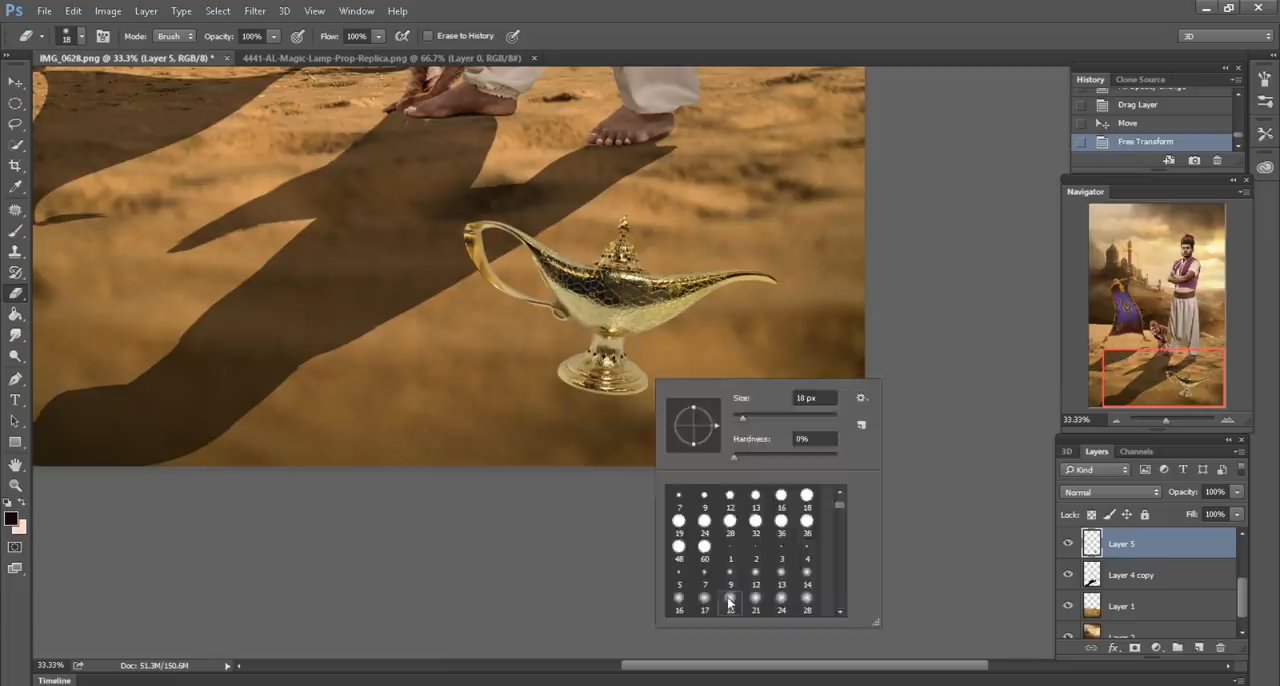 Ps File Edit Image Layer Type Select Filter 3D View Window Help
18 Mode: Brush Opacity: 100% Flow: 100% Erase to History 3D
IMG_0628.png @ 33.3% (Layer 5, RGB/8) * × 4441-AL-Magic-Lamp-Prop-Replica.png @ 66.7% (Layer 0, RGB/8#) ×
History Clone Source
Drag Layer
Move
Free Transform
Navigator
33.33%
Size: 18 px
Hardness: 0%
7 9 12 13 16 18
19 24 28 32 36 38
48 60 1 2 3 4
5 7 9 12 13 14
16 17 21 24 28
3D Layers Channels
Kind
Normal Opacity: 100%
Lock: Fill: 100%
Layer 5
Layer 4 copy
Layer 1
33.33% Doc: 51.3M/150.6M
Timeline